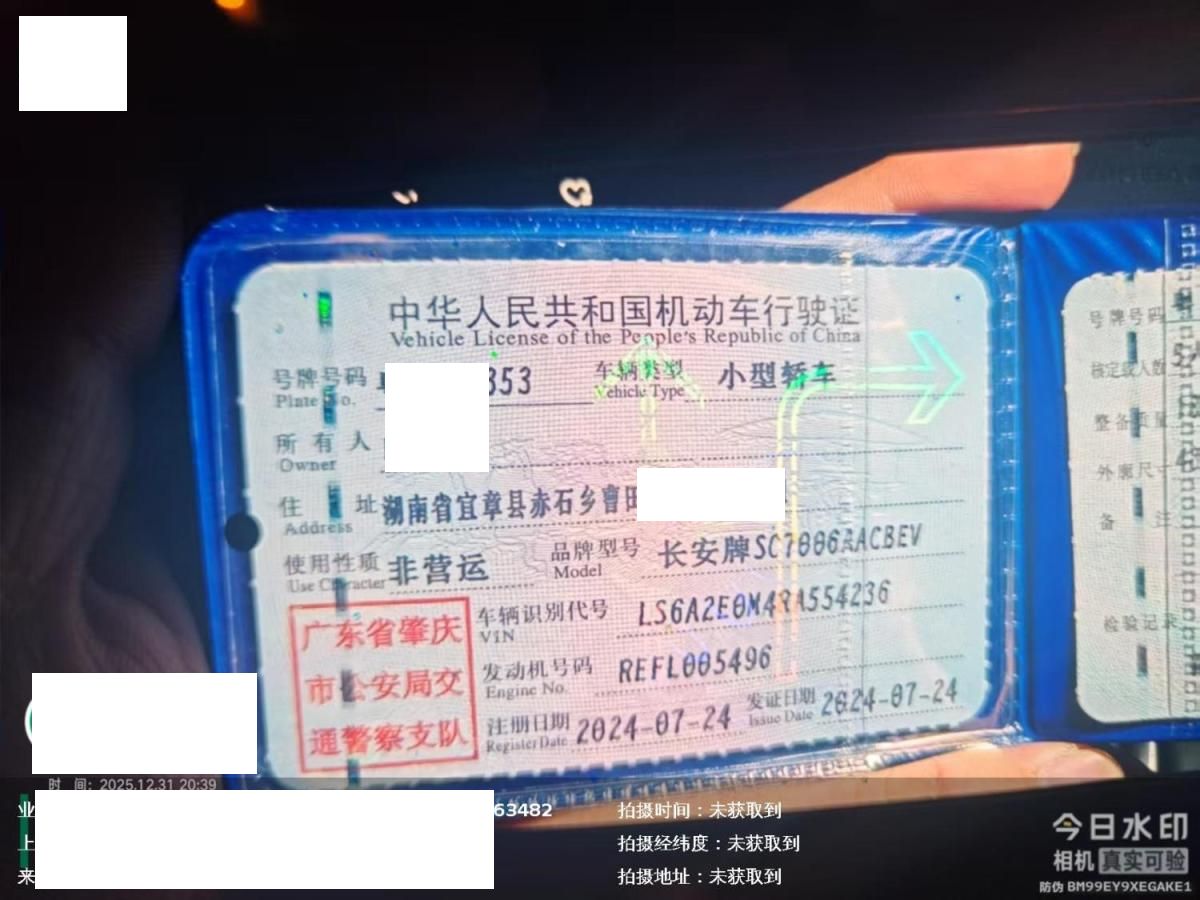 中华人民共和国机动车行驶证
Vehicle License of the People's Republic of China
号牌号码 353 车辆类型 小型轿车
Plate No. Vehicle Type
所有人
Owner
住址 湖南省宜章县赤石乡曹田
Address
使用性质 非营运 品牌型号 长安牌SC7006AACBEV
Use Character Model
车辆识别代号 LS6A2E0M49A554236
VIN
发动机号码 REFL005496
Engine No.
注册日期 2024-07-24 发证日期 2024-07-24
Register Date Issue Date
广东省肇庆
市公安局交
通警察支队
号牌号码
核定载人数
整备质量
外廓尺寸
备注
检验记录
时间：2025.12.31 20:39
业 63482
上
来
拍摄时间：未获取到
拍摄经纬度：未获取到
拍摄地址：未获取到
今日水印
相机 真实可验
防伪 BM99EY9XEGAKE1